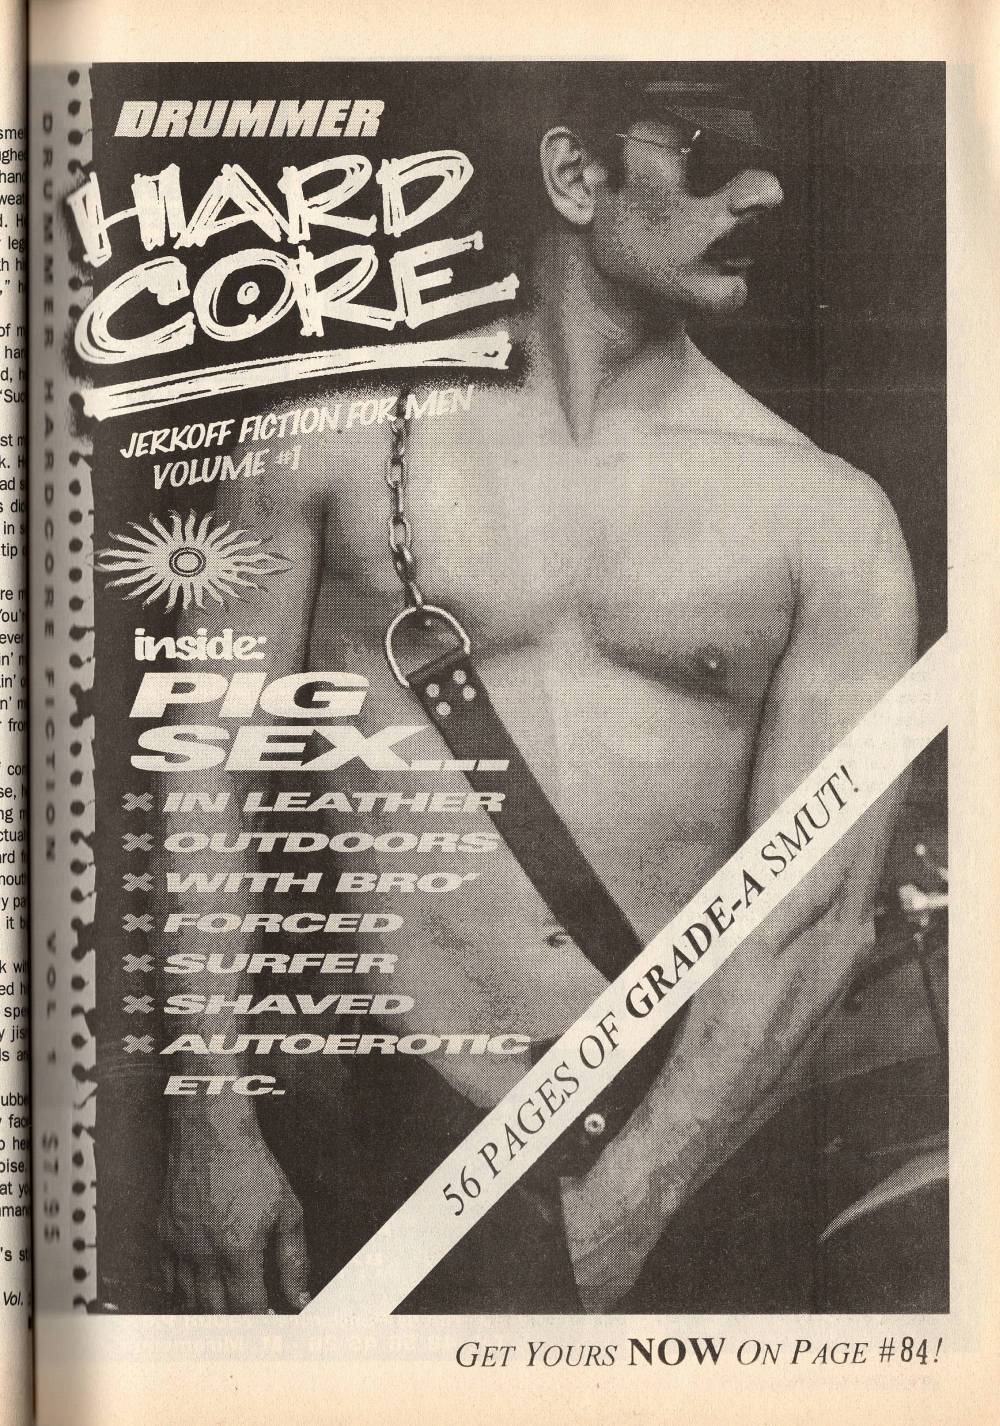 DRUMMER
HARD
CORE
JERKOFF FICTION FOR MEN
VOLUME #1
inside:
PIG
SEX...
× IN LEATHER
× OUTDOORS
× WITH BRO'
× FORCED
× SURFER
× SHAVED
× AUTOEROTIC
ETC.
56 PAGES OF GRADE-A SMUT!
DRUMMER HARDCORE FICTION VOL 1 $7.95
GET YOURS NOW ON PAGE #84!
Vol.